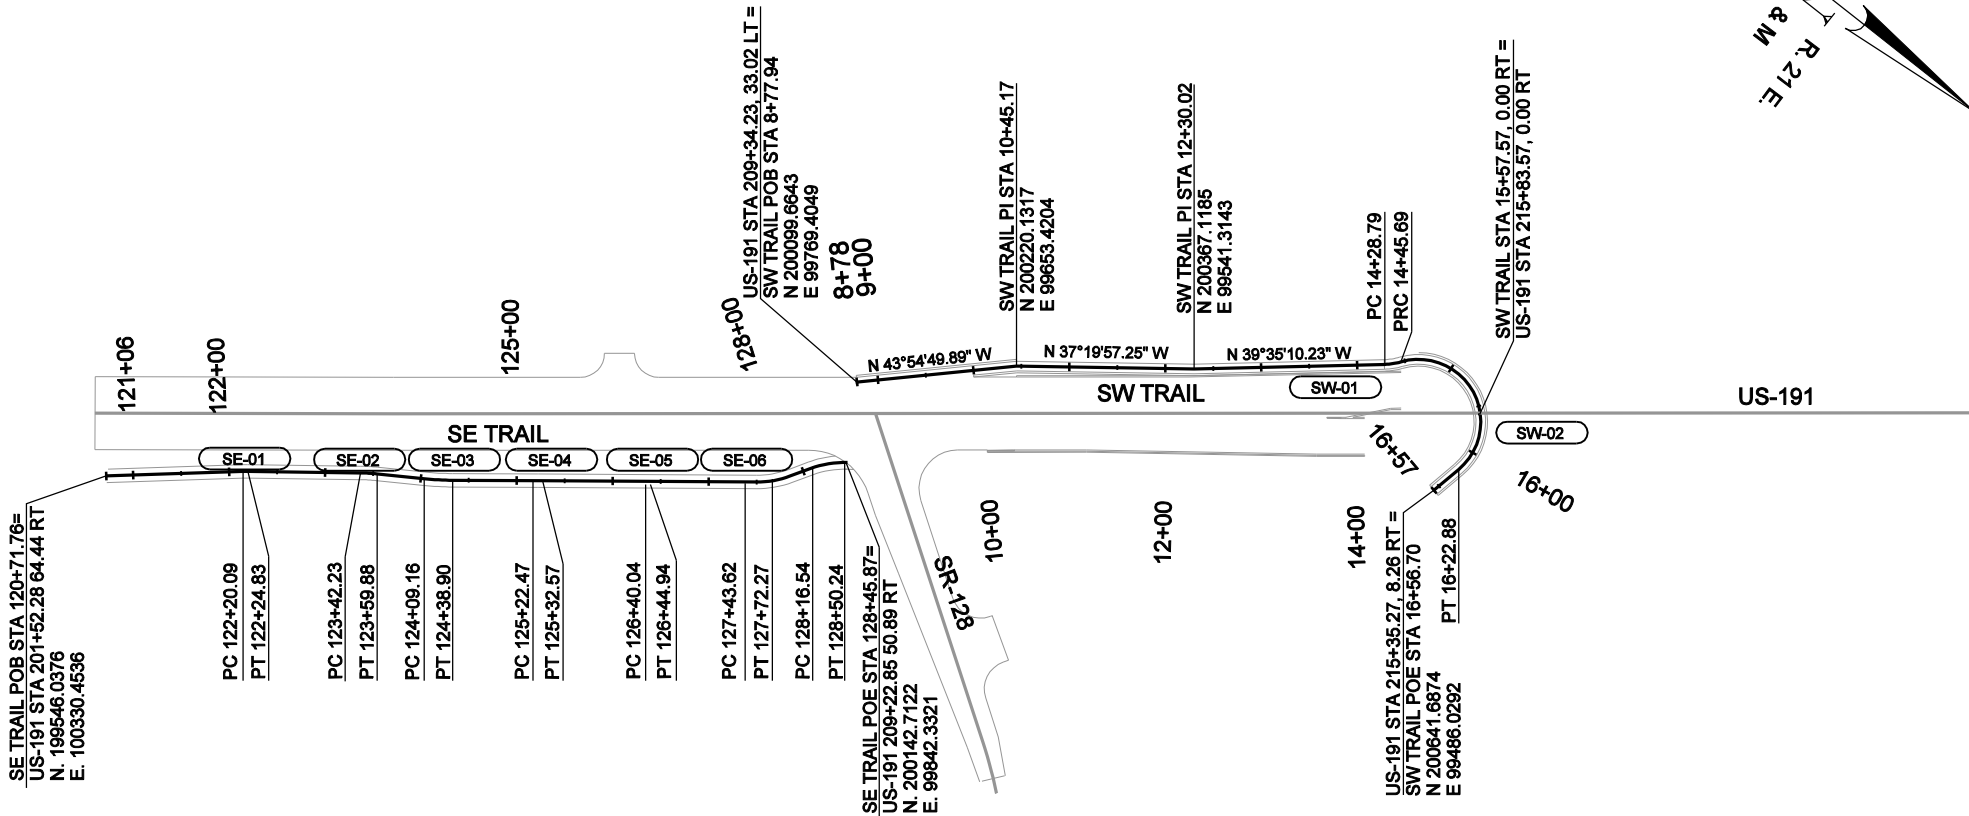 & M
R. 21 E.
US-191 STA 209+34.23, 33.02 LT =
SW TRAIL POB STA 8+77.94
N 200099.6643
E 99769.4049
8+78
9+00
SW TRAIL PI STA 10+45.17
N 200220.1317
E 99653.4204
SW TRAIL PI STA 12+30.02
N 200367.1185
E 99541.3143
PC 14+28.79
PRC 14+45.69
SW TRAIL STA 15+57.57, 0.00 RT =
US-191 STA 215+83.57, 0.00 RT
121+06
122+00
125+00
128+00
N 43°54'49.89" W
N 37°19'57.25" W
N 39°35'10.23" W
SW TRAIL
SW-01
US-191
SE TRAIL
SE-01
SE-02
SE-03
SE-04
SE-05
SE-06
16+57
SW-02
16+00
SE TRAIL POB STA 120+71.76=
US-191 STA 201+52.28 64.44 RT
N. 199546.0376
E. 100330.4536
PC 122+20.09
PT 122+24.83
PC 123+42.23
PT 123+59.88
PC 124+09.16
PT 124+38.90
PC 125+22.47
PT 125+32.57
PC 126+40.04
PT 126+44.94
PC 127+43.62
PT 127+72.27
PC 128+16.54
PT 128+50.24
SE TRAIL POE STA 128+45.87=
US-191 209+22.85 50.89 RT
N. 200142.7122
E. 99842.3321
SR-128
10+00
12+00
14+00
US-191 STA 215+35.27, 8.26 RT =
SW TRAIL POE STA 16+56.70
N 200641.6874
E 99486.0292
PT 16+22.88